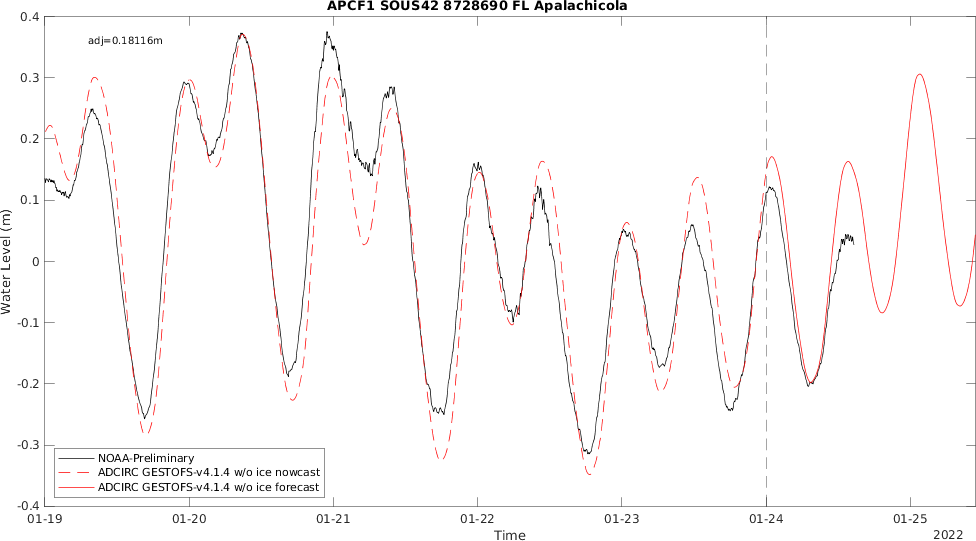 APCF1 SOUS42 8728690 FL Apalachicola
adj=0.18116m
0.4
0.3
0.2
0.1
0
-0.1
-0.2
-0.3
-0.4
Water Level (m)
NOAA-Preliminary
ADCIRC GESTOFS-v4.1.4 w/o ice nowcast
ADCIRC GESTOFS-v4.1.4 w/o ice forecast
01-19 01-20 01-21 01-22 01-23 01-24 01-25
Time
2022